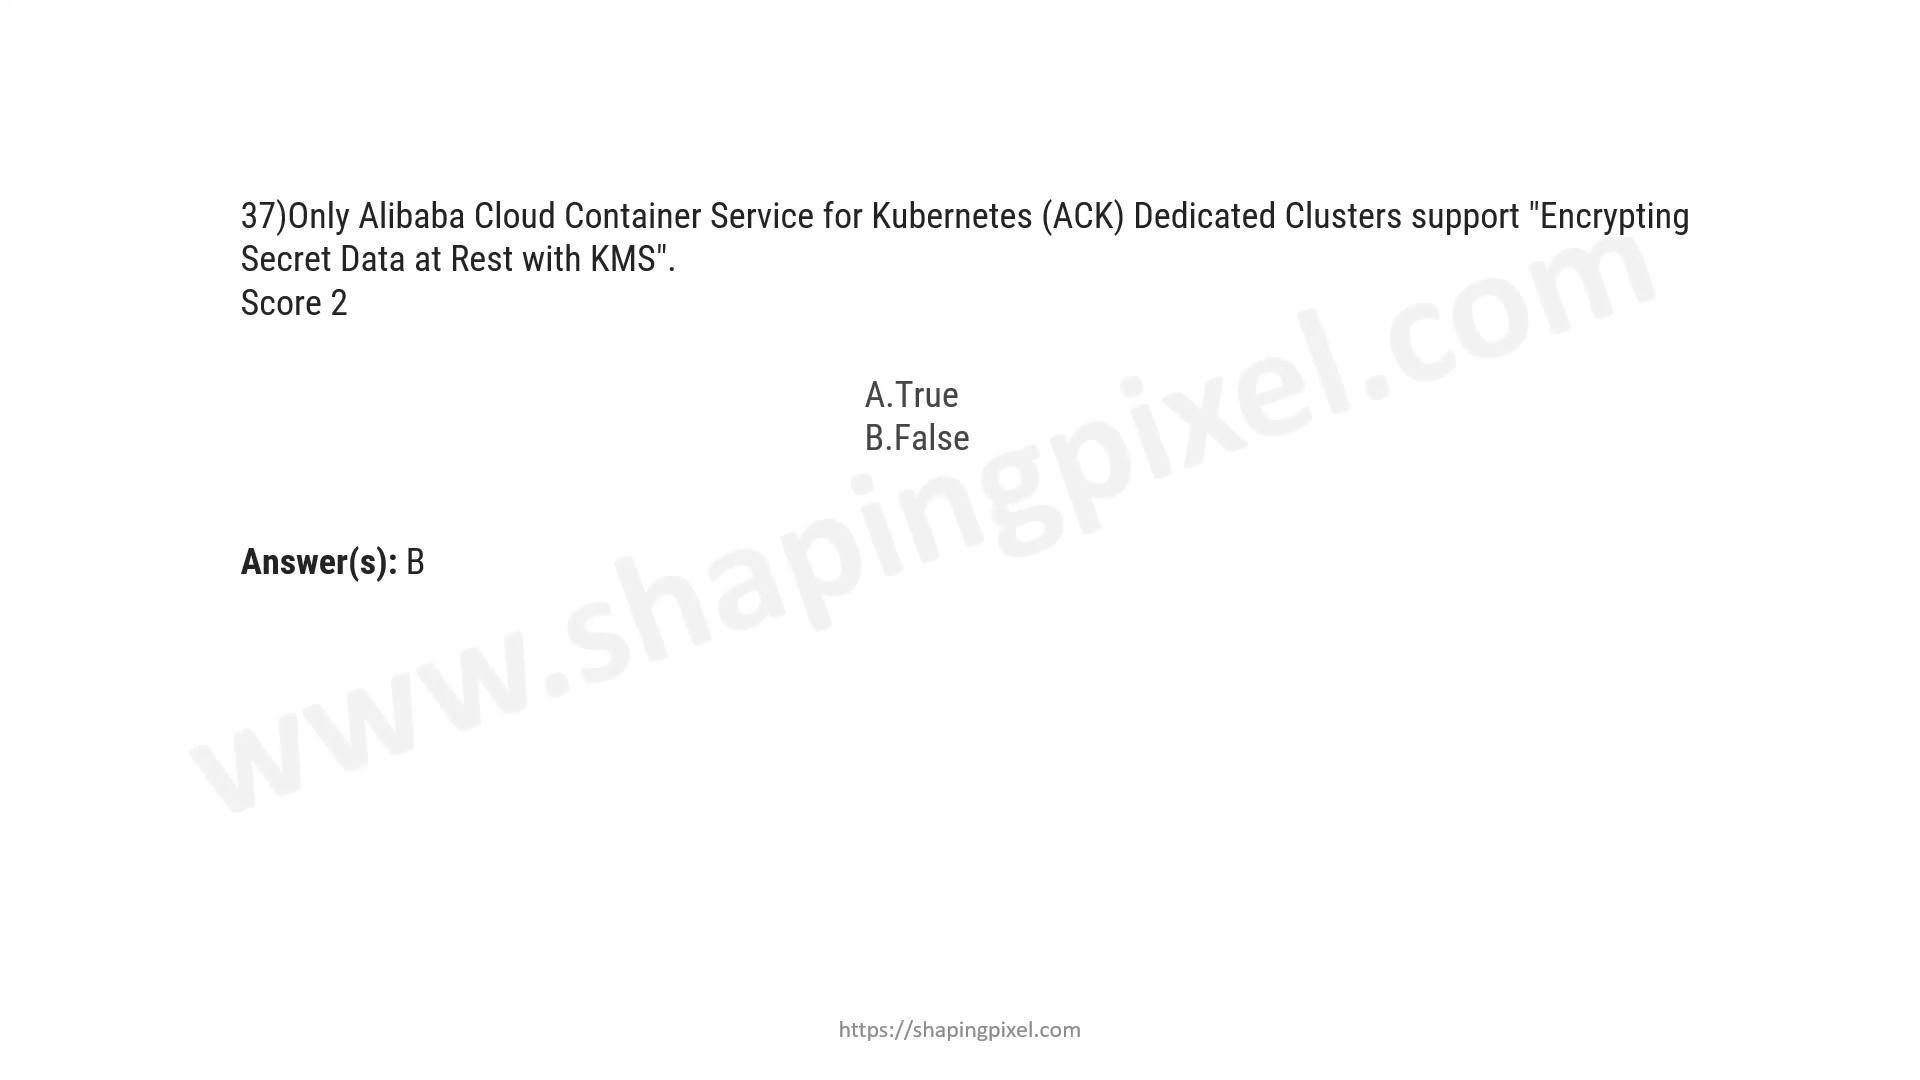 37)Only Alibaba Cloud Container Service for Kubernetes (ACK) Dedicated Clusters support "Encrypting
Secret Data at Rest with KMS".
Score 2
A.True
B.False
Answer(s): B
www.shapingpixel.com
https://shapingpixel.com